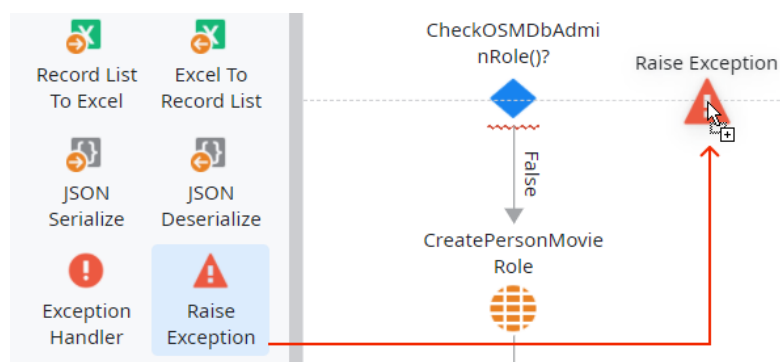 Record List
To Excel
Excel To
Record List
JSON
Serialize
JSON
Deserialize
Exception
Handler
Raise
Exception
CheckOSMDbAdmi
nRole()?
Raise Exception
False
CreatePersonMovie
Role